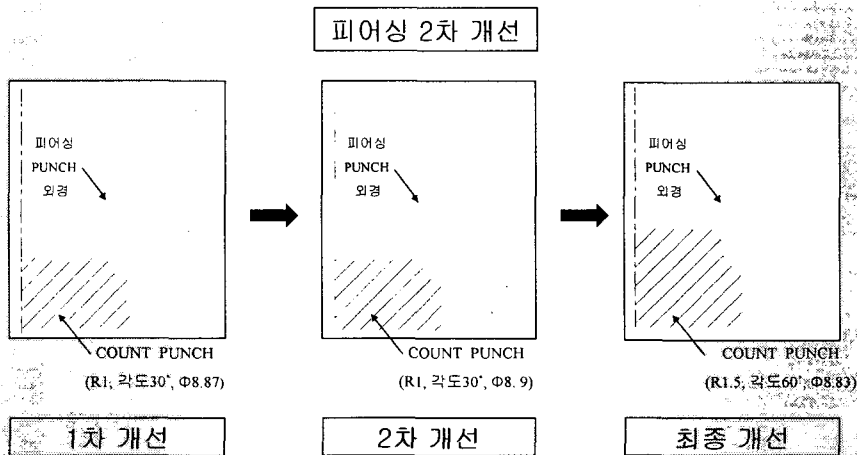 피어싱 2차 개선
피어싱
PUNCH
외경
COUNT PUNCH
(R1, 각도30°, Φ8.87)
1차 개선
피어싱
PUNCH
외경
COUNT PUNCH
(R1, 각도30°, Φ8. 9)
2차 개선
피어싱
PUNCH
외경
COUNT PUNCH
(R1.5, 각도60°, Φ8.83)
최종 개선